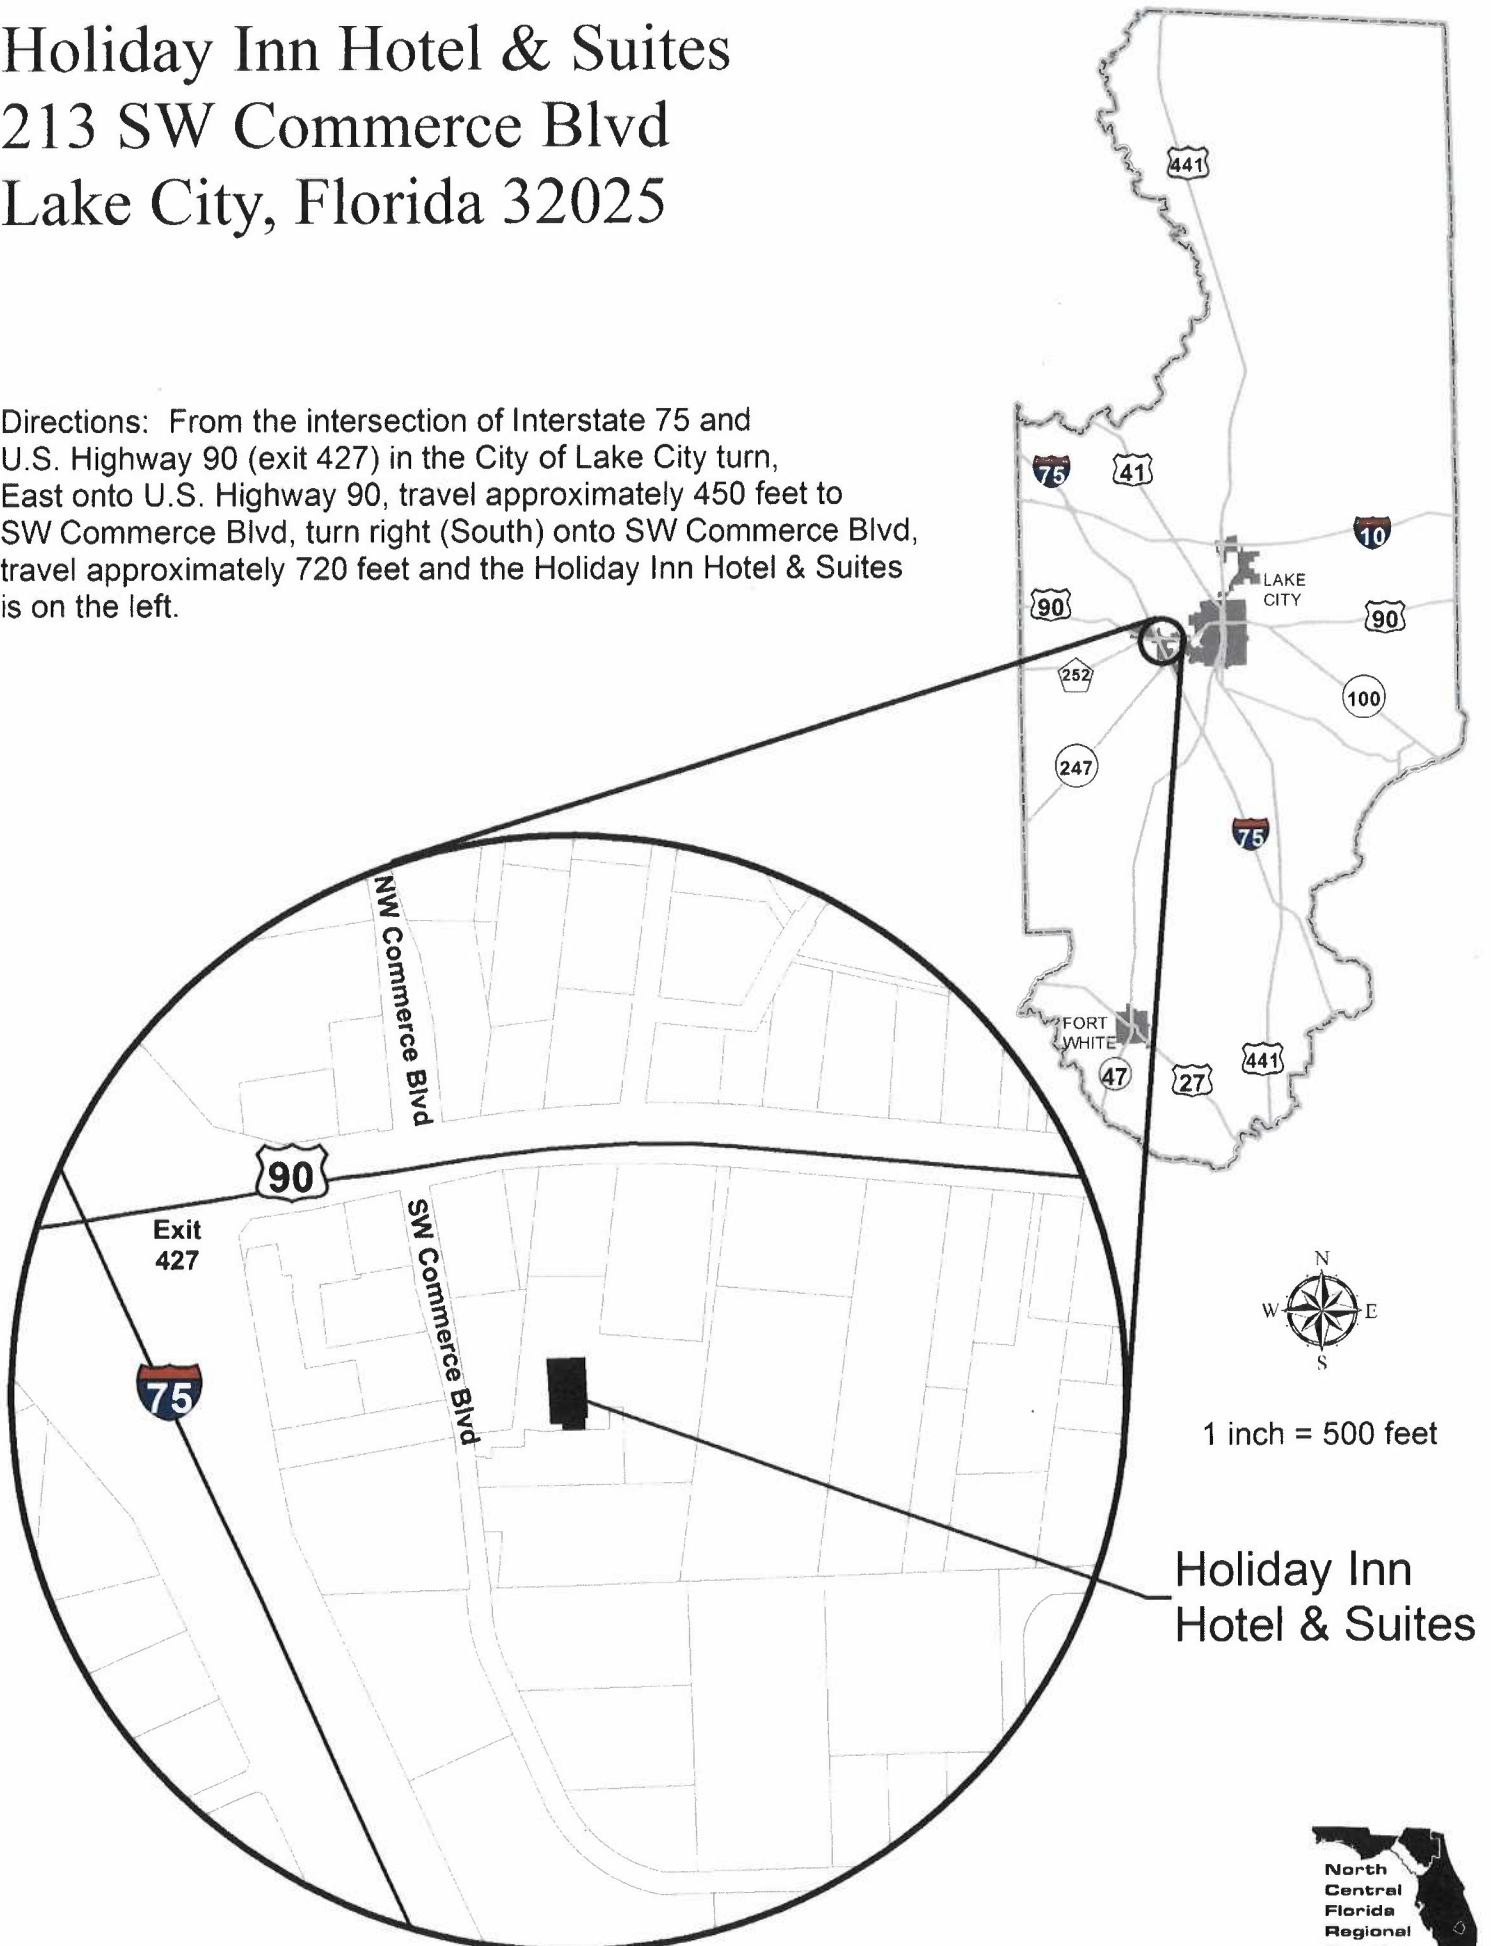 Holiday Inn Hotel & Suites
213 SW Commerce Blvd
Lake City, Florida 32025
Directions: From the intersection of Interstate 75 and
U.S. Highway 90 (exit 427) in the City of Lake City turn,
East onto U.S. Highway 90, travel approximately 450 feet to
SW Commerce Blvd, turn right (South) onto SW Commerce Blvd,
travel approximately 720 feet and the Holiday Inn Hotel & Suites
is on the left.
441
75
41
10
LAKE
CITY
90
90
252
100
247
75
FORT
WHITE
47
27
441
NW Commerce Blvd
90
Exit
427
SW Commerce Blvd
75
N
W
E
S
1 inch = 500 feet
Holiday Inn
Hotel & Suites
North
Central
Florida
Regional